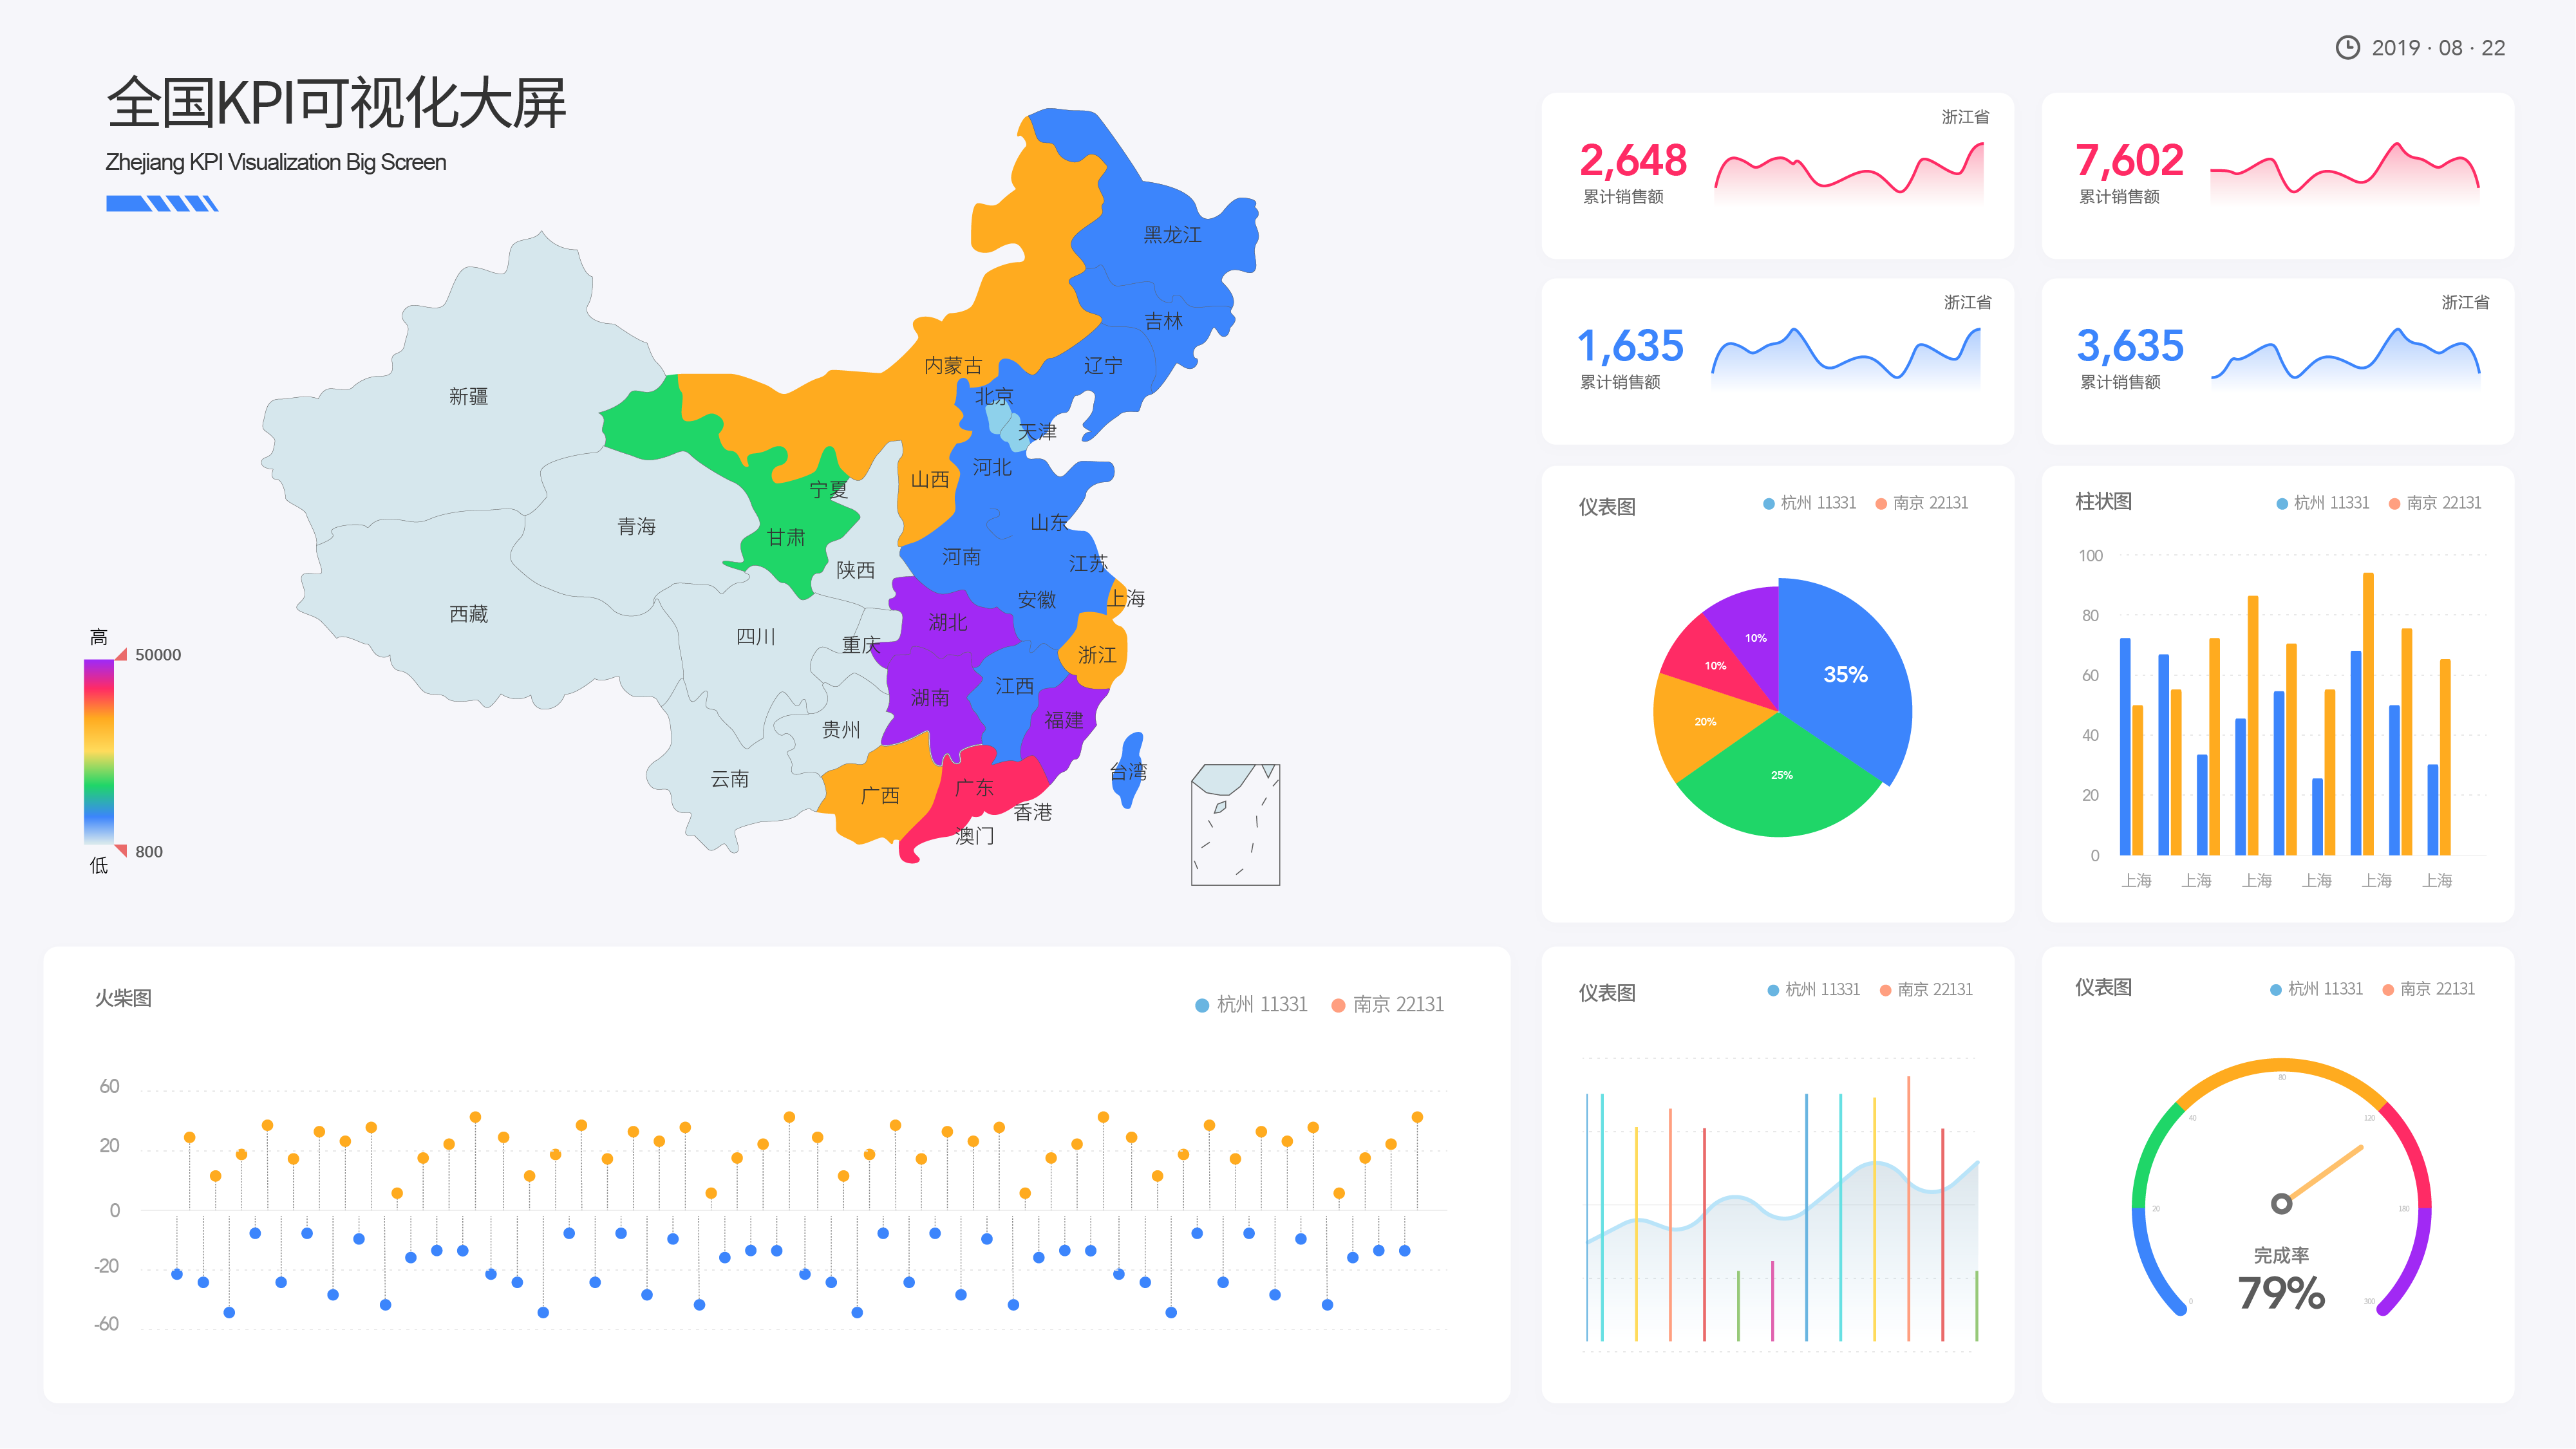 2019 · 08 · 22
全国KPI可视化大屏
Zhejiang KPI Visualization Big Screen
浙江省
2,648
累计销售额
7,602
累计销售额
浙江省
1,635
累计销售额
浙江省
3,635
累计销售额
黑龙江
吉林
辽宁
内蒙古
北京
天津
新疆
河北
山西
宁夏
山东
青海
甘肃
河南
江苏
陕西
安徽
上海
西藏
湖北
四川
重庆
浙江
江西
湖南
福建
贵州
台湾
云南
广西
广东
香港
澳门
高
50000
800
低
仪表图
杭州 11331
南京 22131
35%
25%
20%
10%
10%
柱状图
杭州 11331
南京 22131
100
80
60
40
20
0
上海 上海 上海 上海 上海 上海
火柴图
杭州 11331
南京 22131
60
20
0
-20
-60
仪表图
杭州 11331
南京 22131
仪表图
杭州 11331
南京 22131
80
40
120
20
180
0
200
完成率
79%